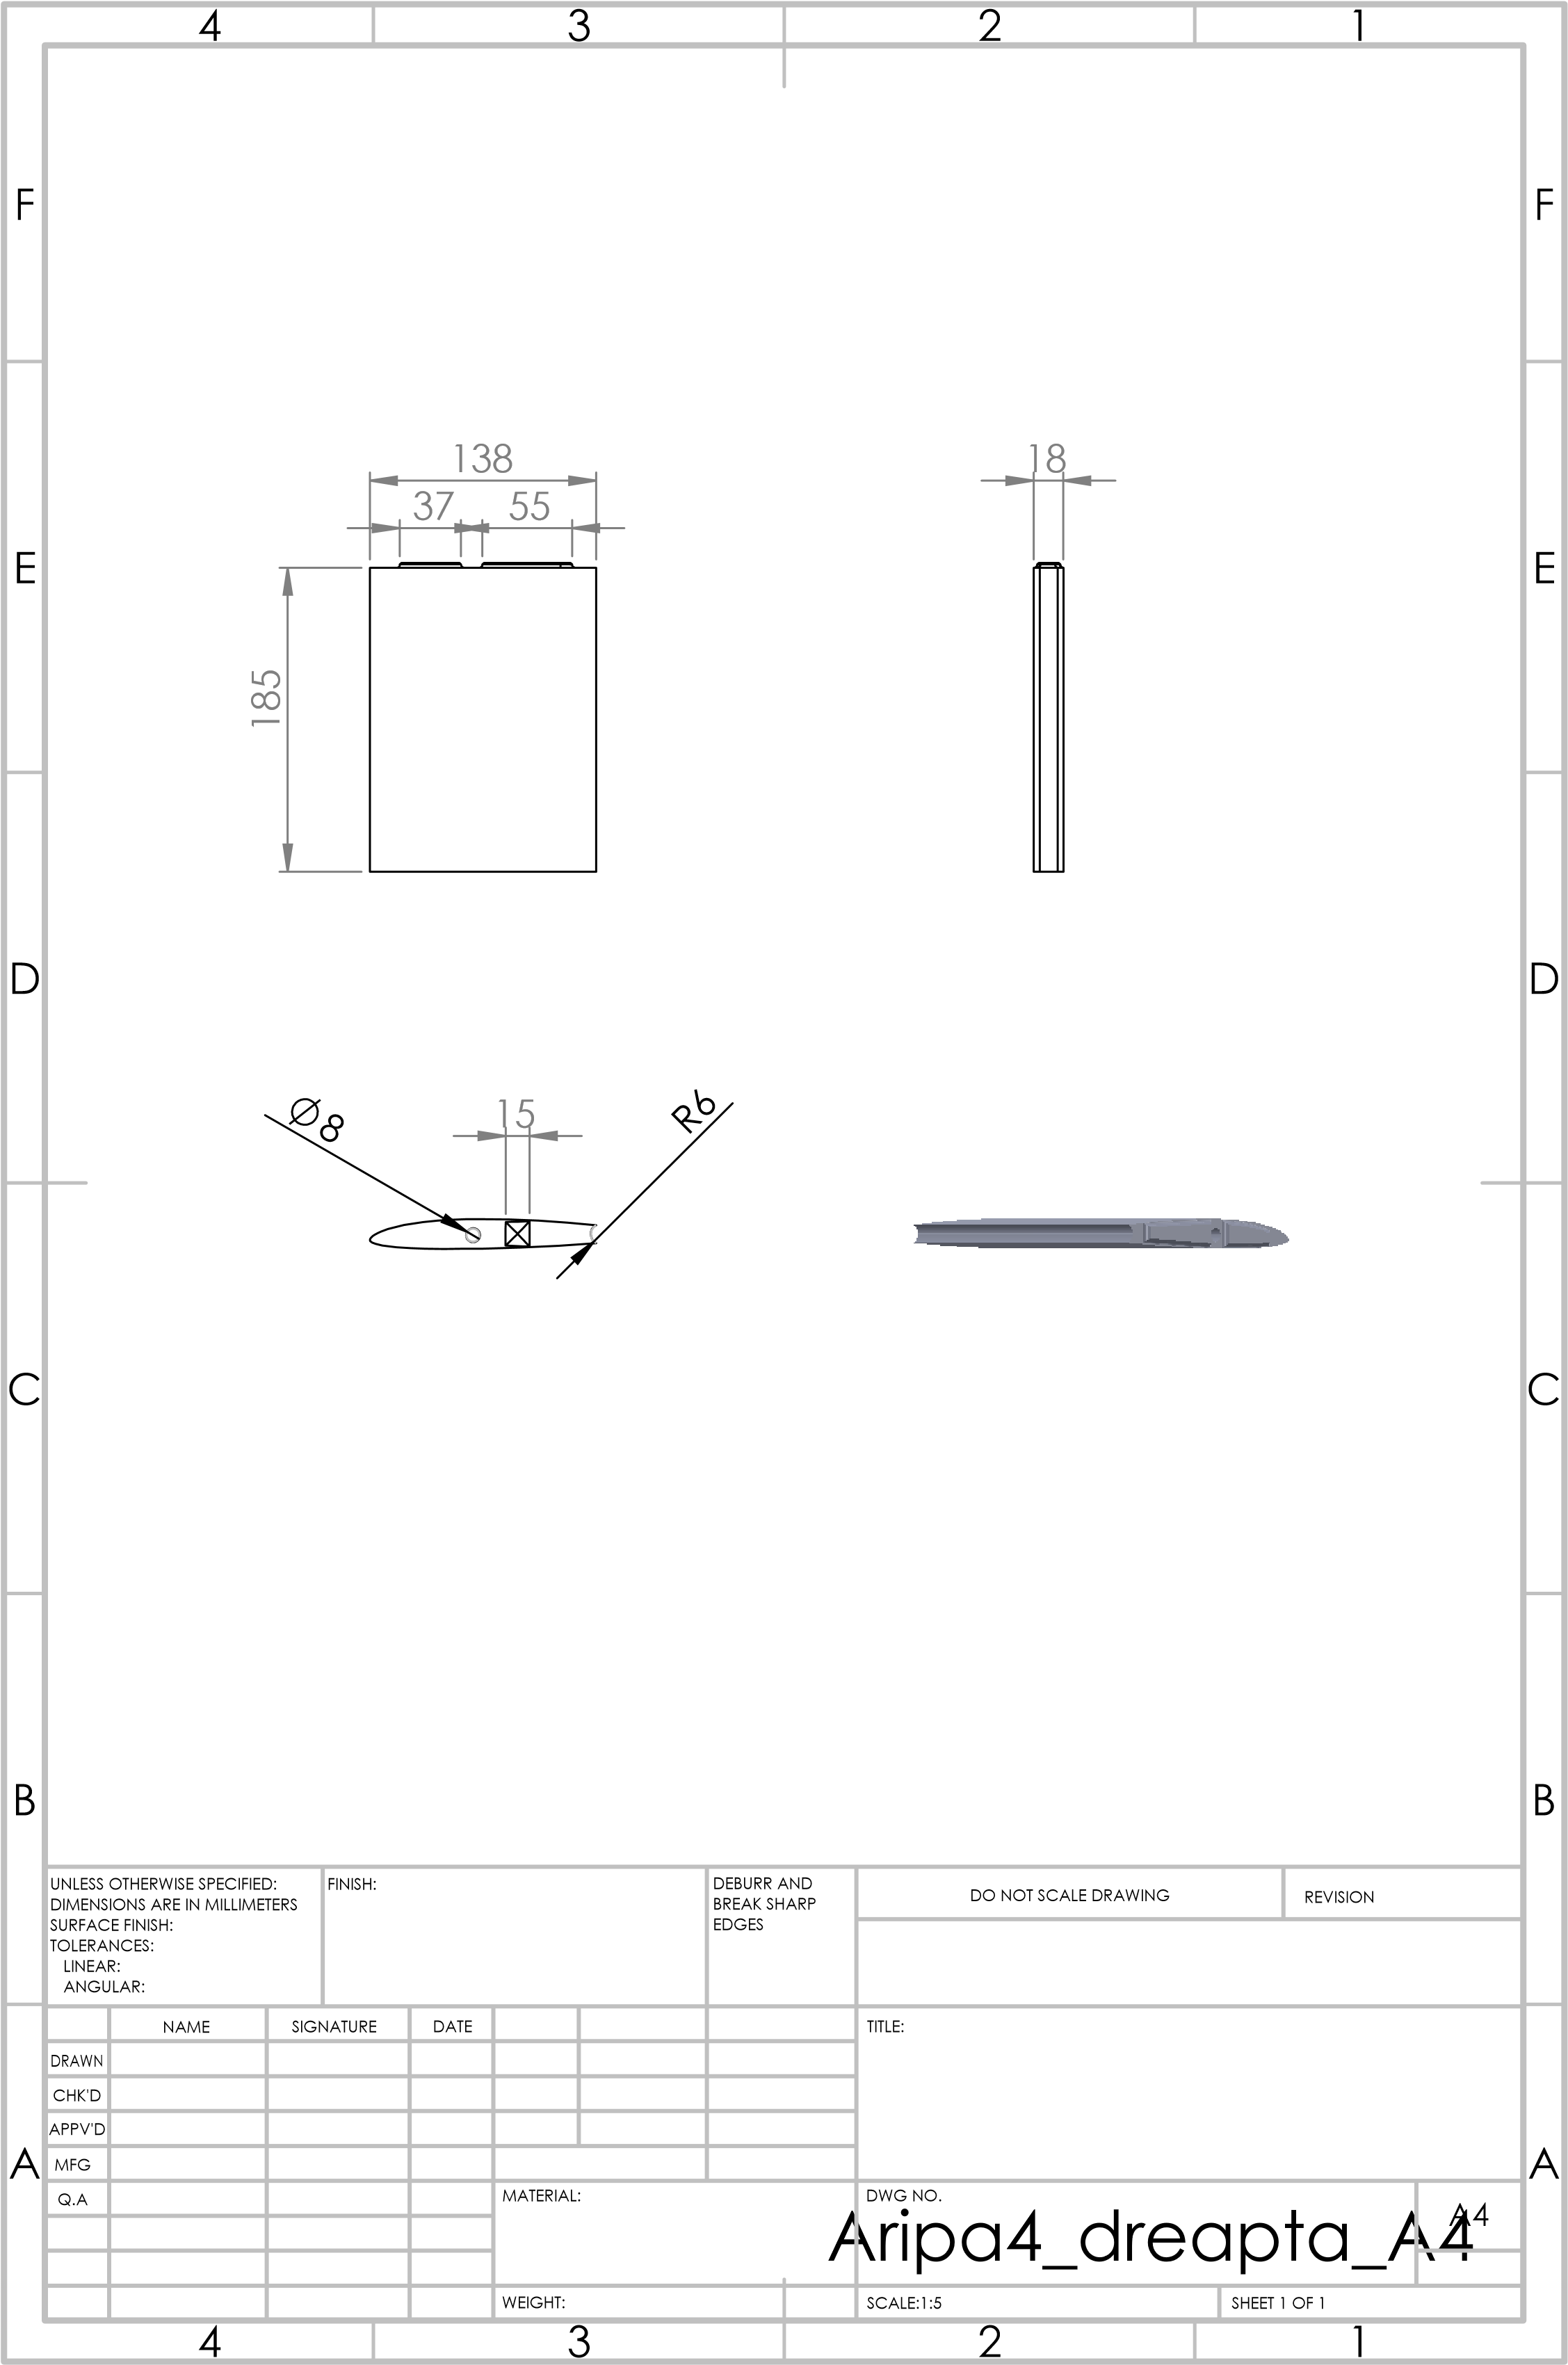 4 3 2 1
F F
138
18
37 55
E E
185
D D
Ø8
15
R6
C C
B B
UNLESS OTHERWISE SPECIFIED:
DIMENSIONS ARE IN MILLIMETERS
SURFACE FINISH:
TOLERANCES:
LINEAR:
ANGULAR:
FINISH:
DEBURR AND
BREAK SHARP
EDGES
DO NOT SCALE DRAWING
REVISION
NAME SIGNATURE DATE
TITLE:
DRAWN
CHK'D
APPV'D
A A
MFG
Q.A
MATERIAL:
DWG NO.
Aripa4_dreapta_A4
A4
WEIGHT:
SCALE:1:5
SHEET 1 OF 1
4 3 2 1